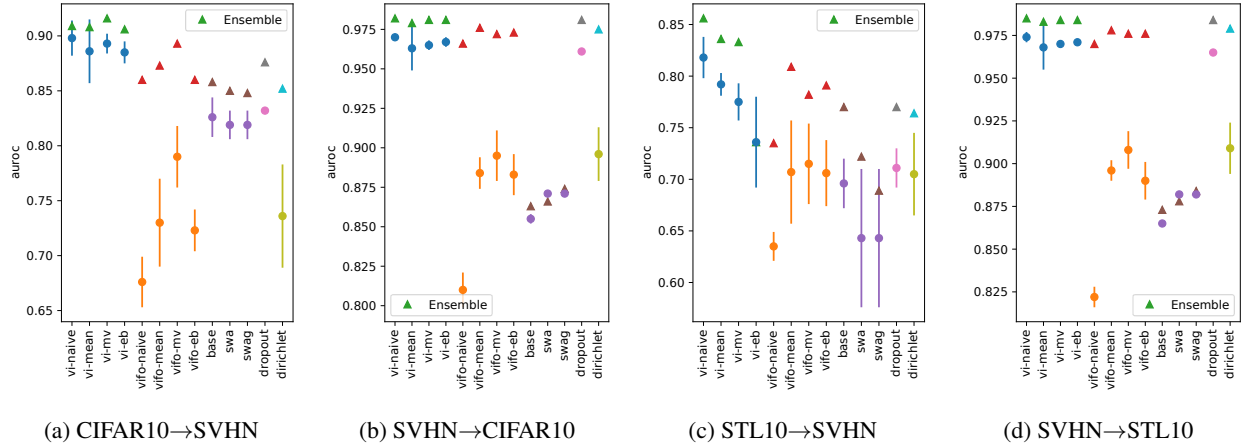 Ensemble
auroc
0.90
0.85
0.80
0.75
0.70
0.65
vi-naive
vi-mean
vi-mv
vi-eb
vifo-naive
vifo-mean
vifo-mv
vifo-eb
base
swa
swag
dropout
dirichlet
(a) CIFAR10→SVHN
auroc
0.975
0.950
0.925
0.900
0.875
0.850
0.825
0.800
Ensemble
vi-naive
vi-mean
vi-mv
vi-eb
vifo-naive
vifo-mean
vifo-mv
vifo-eb
base
swa
swag
dropout
dirichlet
(b) SVHN→CIFAR10
Ensemble
auroc
0.85
0.80
0.75
0.70
0.65
0.60
vi-naive
vi-mean
vi-mv
vi-eb
vifo-naive
vifo-mean
vifo-mv
vifo-eb
base
swa
swag
dropout
dirichlet
(c) STL10→SVHN
auroc
0.975
0.950
0.925
0.900
0.875
0.850
0.825
Ensemble
vi-naive
vi-mean
vi-mv
vi-eb
vifo-naive
vifo-mean
vifo-mv
vifo-eb
base
swa
swag
dropout
dirichlet
(d) SVHN→STL10